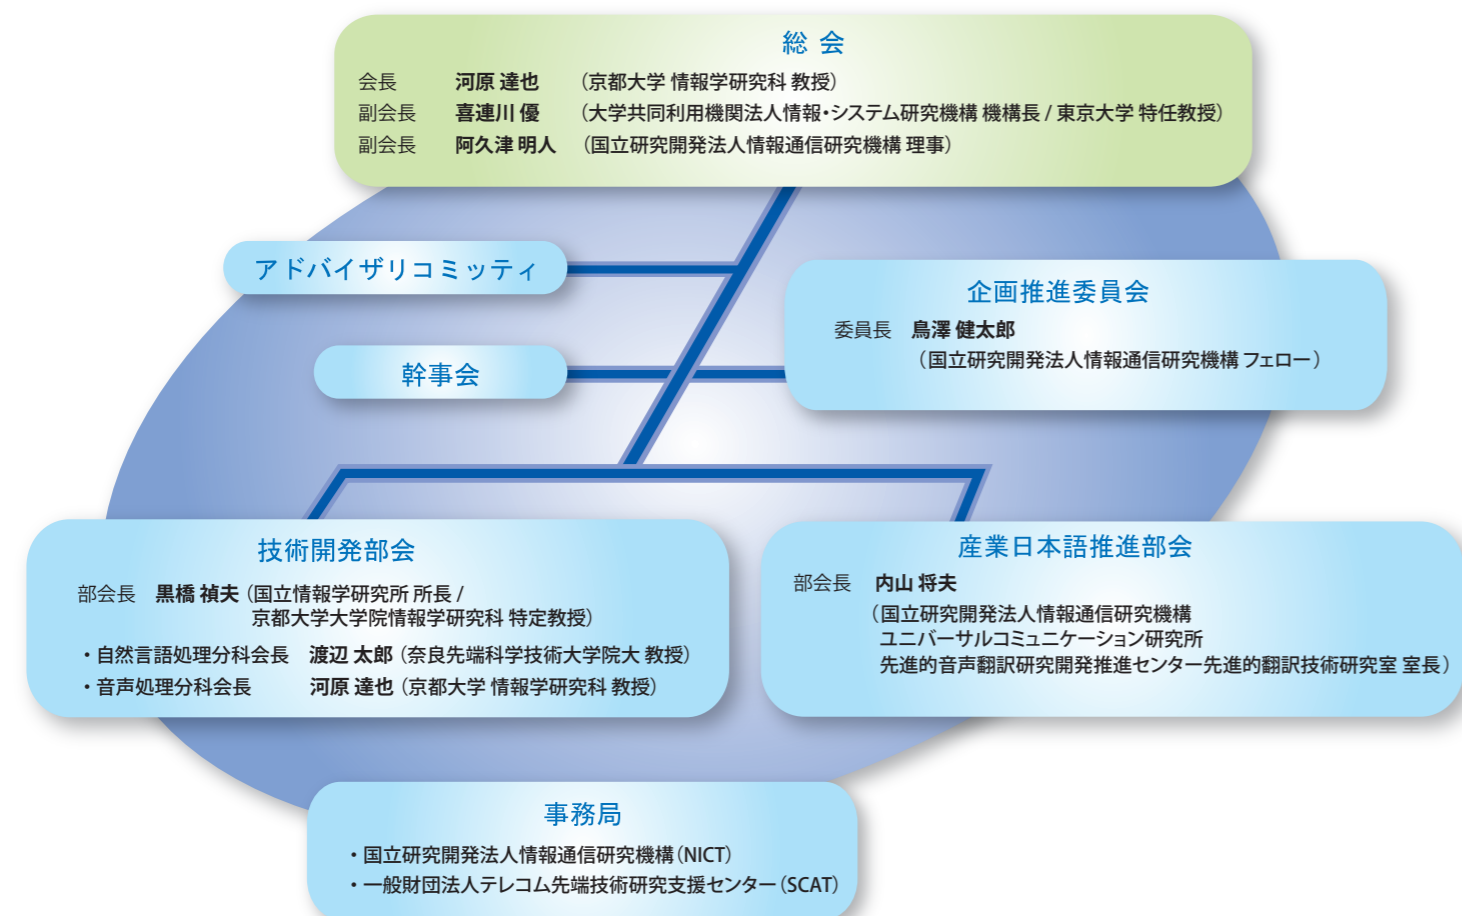 総会
会長 河原 達也 (京都大学 情報学研究科 教授)
副会長 喜連川 優 (大学共同利用機関法人情報・システム研究機構 機構長 / 東京大学 特任教授)
副会長 阿久津 明人 (国立研究開発法人情報通信研究機構 理事)
アドバイザリコミッティ
企画推進委員会
委員長 鳥澤 健太郎
(国立研究開発法人情報通信研究機構 フェロー)
幹事会
技術開発部会
部会長 黒橋 禎夫 (国立情報学研究所 所長 /
京都大学大学院情報学研究科 特定教授)
・自然言語処理分科会長 渡辺 太郎 (奈良先端科学技術大学院大 教授)
・音声処理分科会長 河原 達也 (京都大学 情報学研究科 教授)
産業日本語推進部会
部会長 内山 将夫
(国立研究開発法人情報通信研究機構
ユニバーサルコミュニケーション研究所
先進的音声翻訳研究開発推進センター先進的翻訳技術研究室 室長)
事務局
・国立研究開発法人情報通信研究機構(NICT)
・一般財団法人テレコム先端技術研究支援センター(SCAT)